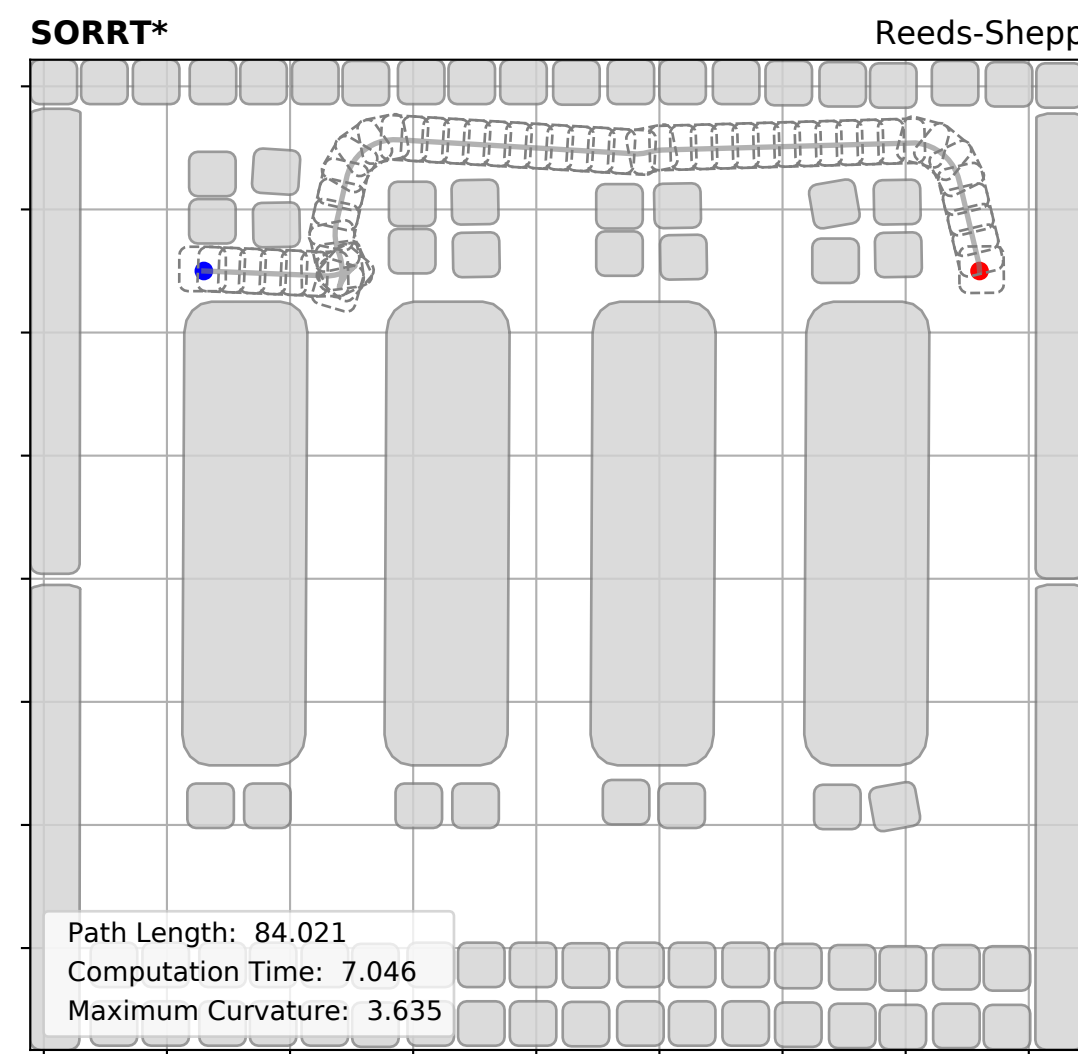 SORRT*
Reeds-Shepp
Path Length: 84.021
Computation Time: 7.046
Maximum Curvature: 3.635